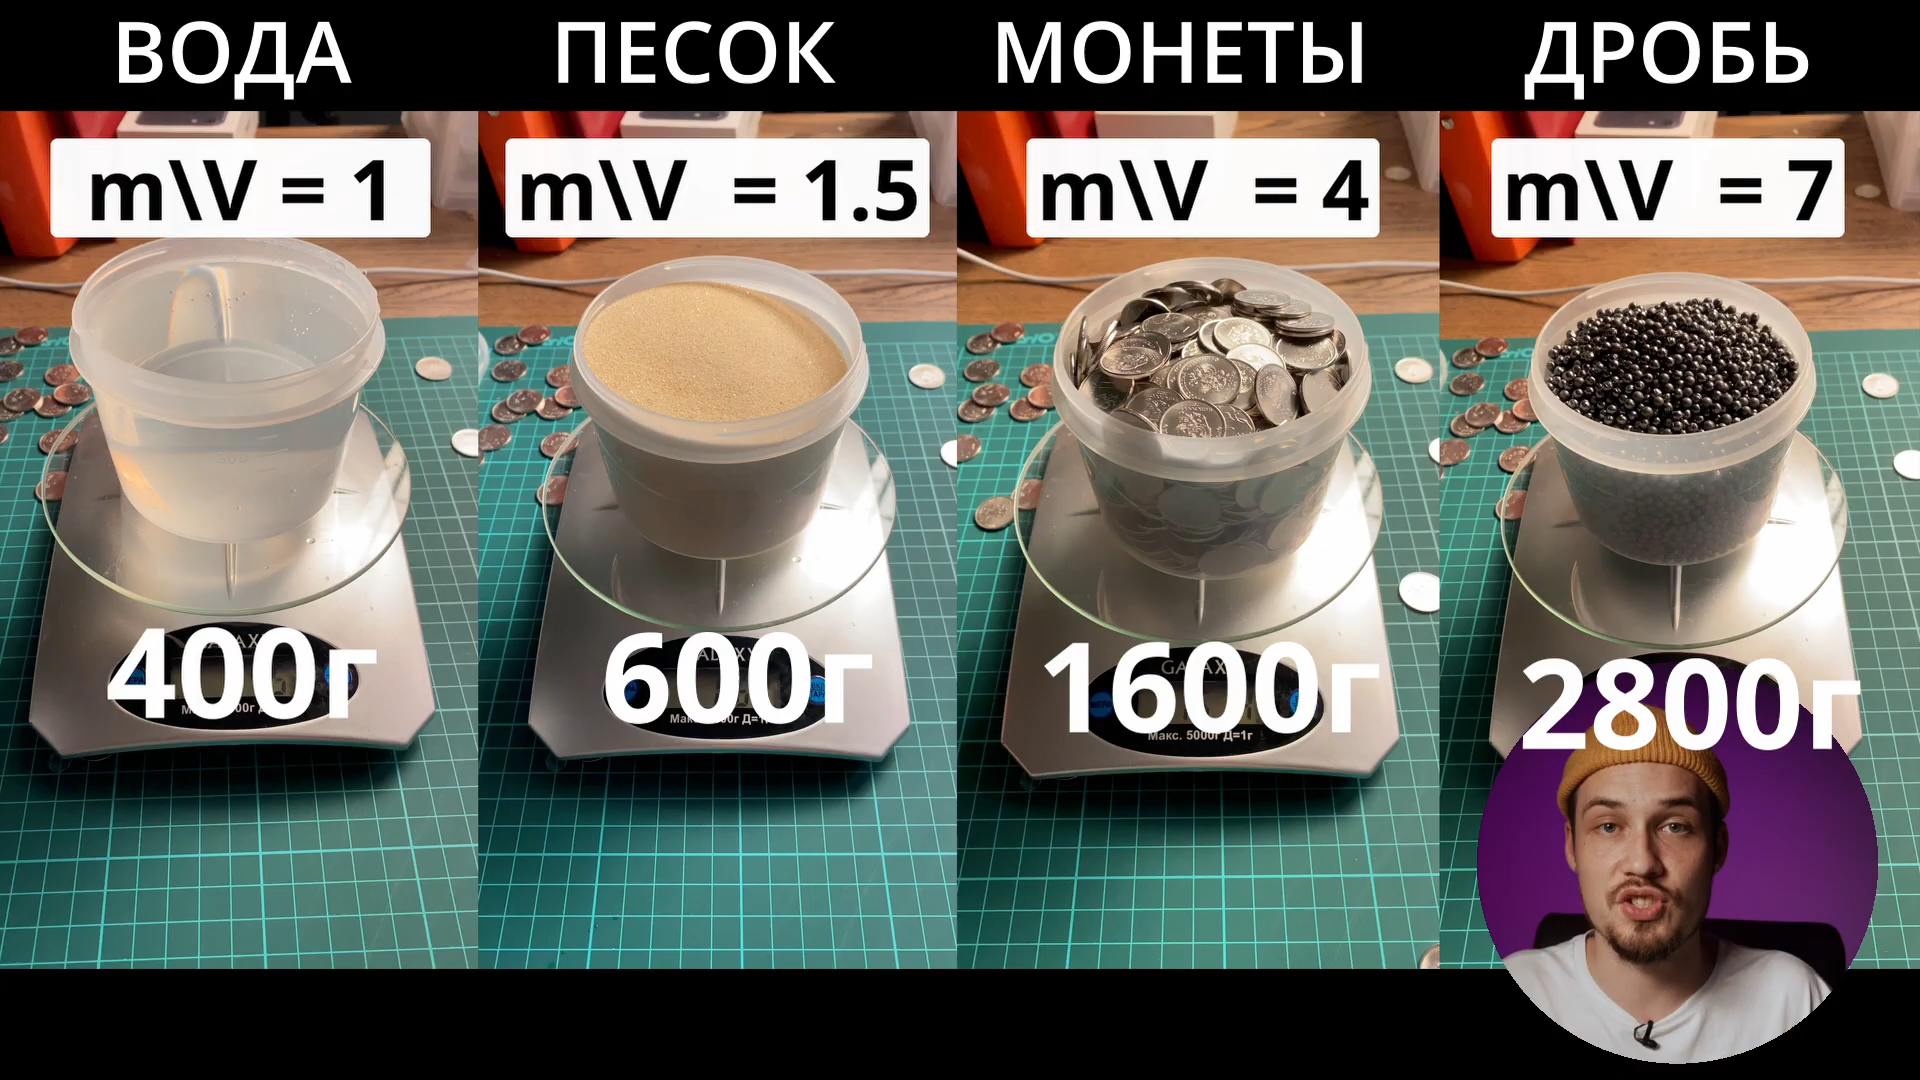 ВОДА
ПЕСОК
МОНЕТЫ
ДРОБЬ
m\V = 1
m\V = 1.5
m\V = 4
m\V = 7
400г
600г
1600г
2800г
Макс. 5000г Д=1г